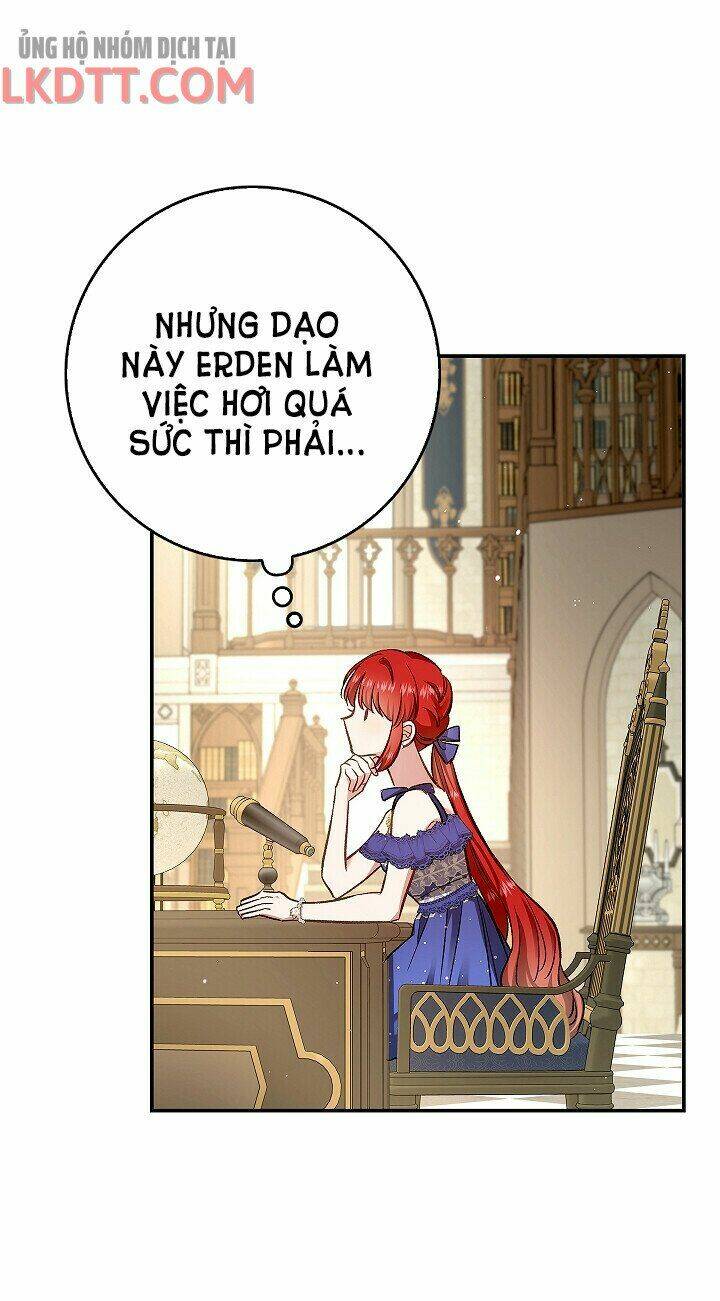 ỦNG HỘ NHÓM DỊCH TẠI
LKDTT.COM
NHƯNG DẠO
NÀY ERDEN LÀM
VIỆC HƠI QUÁ
SỨC THÌ PHẢI...